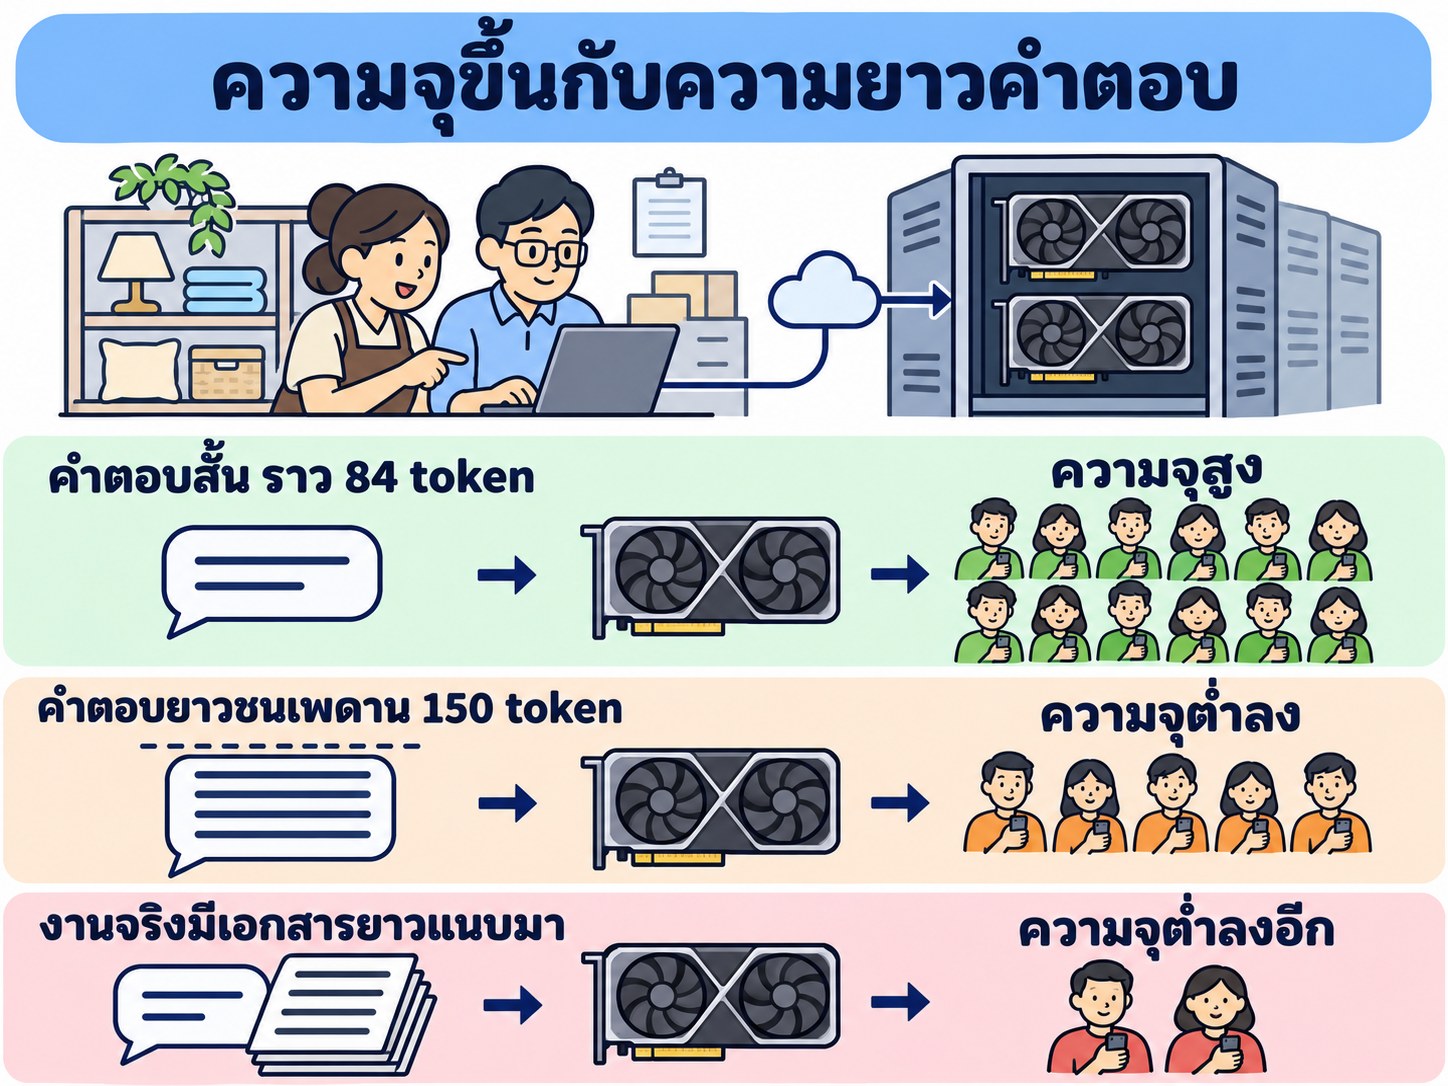 ความจุขึ้นกับความยาวคำตอบ
คำตอบสั้น ราว 84 token
ความจุสูง
คำตอบยาวชนเพดาน 150 token
ความจุต่ำลง
งานจริงมีเอกสารยาวแนบมา
ความจุต่ำลงอีก